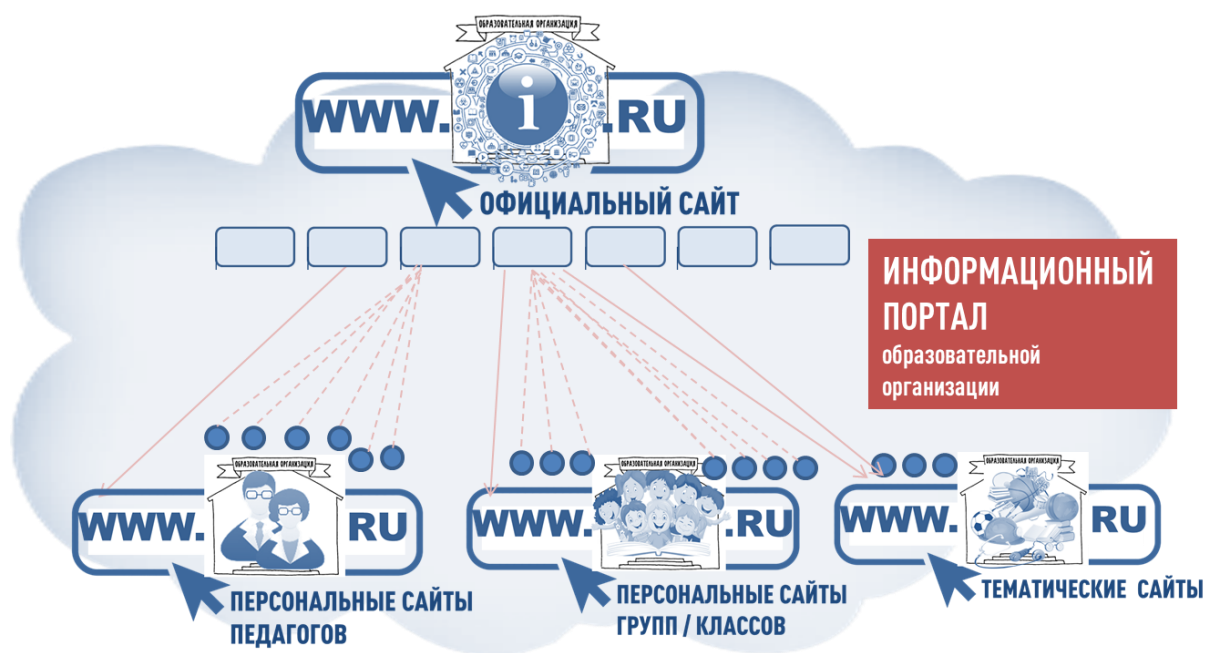 ОБРАЗОВАТЕЛЬНАЯ ОРГАНИЗАЦИЯ
WWW. i .RU
ОФИЦИАЛЬНЫЙ САЙТ
ИНФОРМАЦИОННЫЙ
ПОРТАЛ
образовательной
организации
ОБРАЗОВАТЕЛЬНАЯ ОРГАНИЗАЦИЯ
WWW. RU
ПЕРСОНАЛЬНЫЕ САЙТЫ
ПЕДАГОГОВ
ОБРАЗОВАТЕЛЬНАЯ ОРГАНИЗАЦИЯ
WWW. .RU
ПЕРСОНАЛЬНЫЕ САЙТЫ
ГРУПП / КЛАССОВ
ОБРАЗОВАТЕЛЬНАЯ ОРГАНИЗАЦИЯ
WWW. RU
ТЕМАТИЧЕСКИЕ САЙТЫ